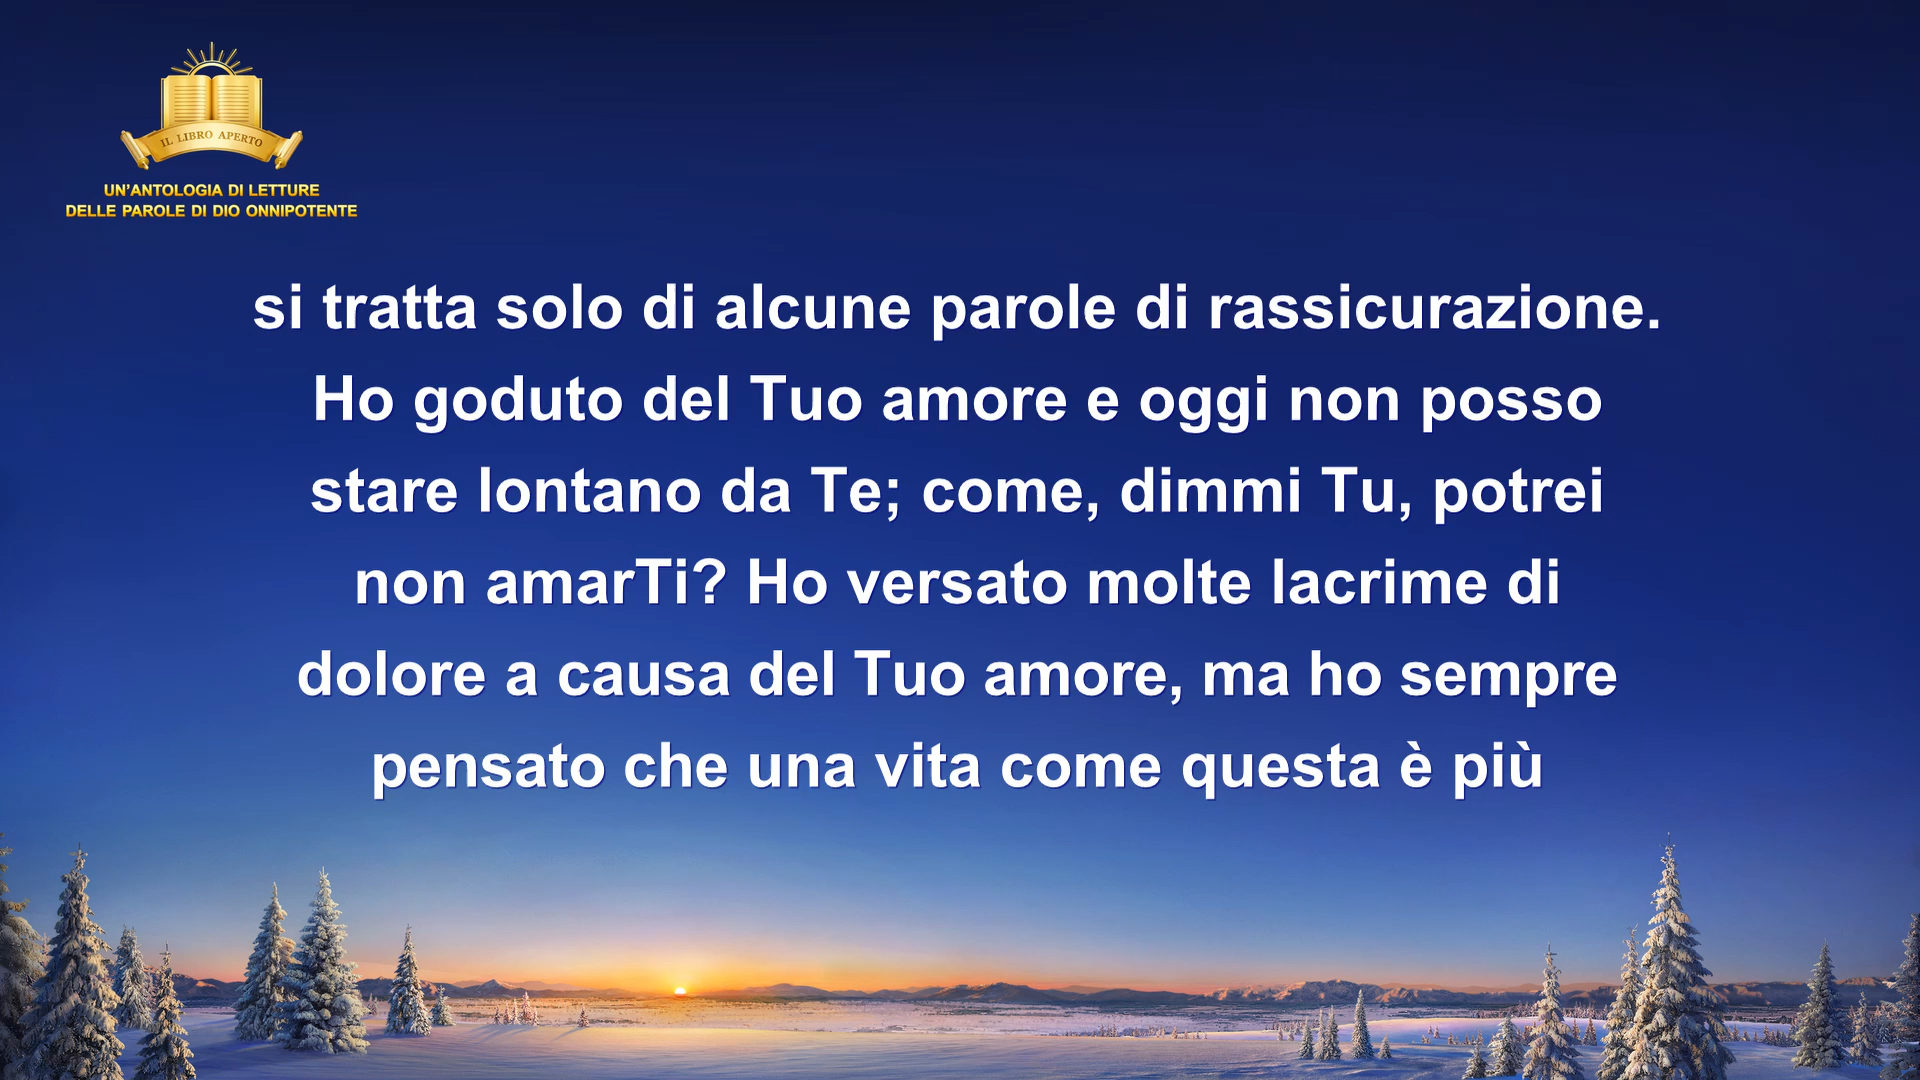 IL LIBRO APERTO
UN'ANTOLOGIA DI LETTURE
DELLE PAROLE DI DIO ONNIPOTENTE
si tratta solo di alcune parole di rassicurazione.
Ho goduto del Tuo amore e oggi non posso
stare lontano da Te; come, dimmi Tu, potrei
non amarTi? Ho versato molte lacrime di
dolore a causa del Tuo amore, ma ho sempre
pensato che una vita come questa è più